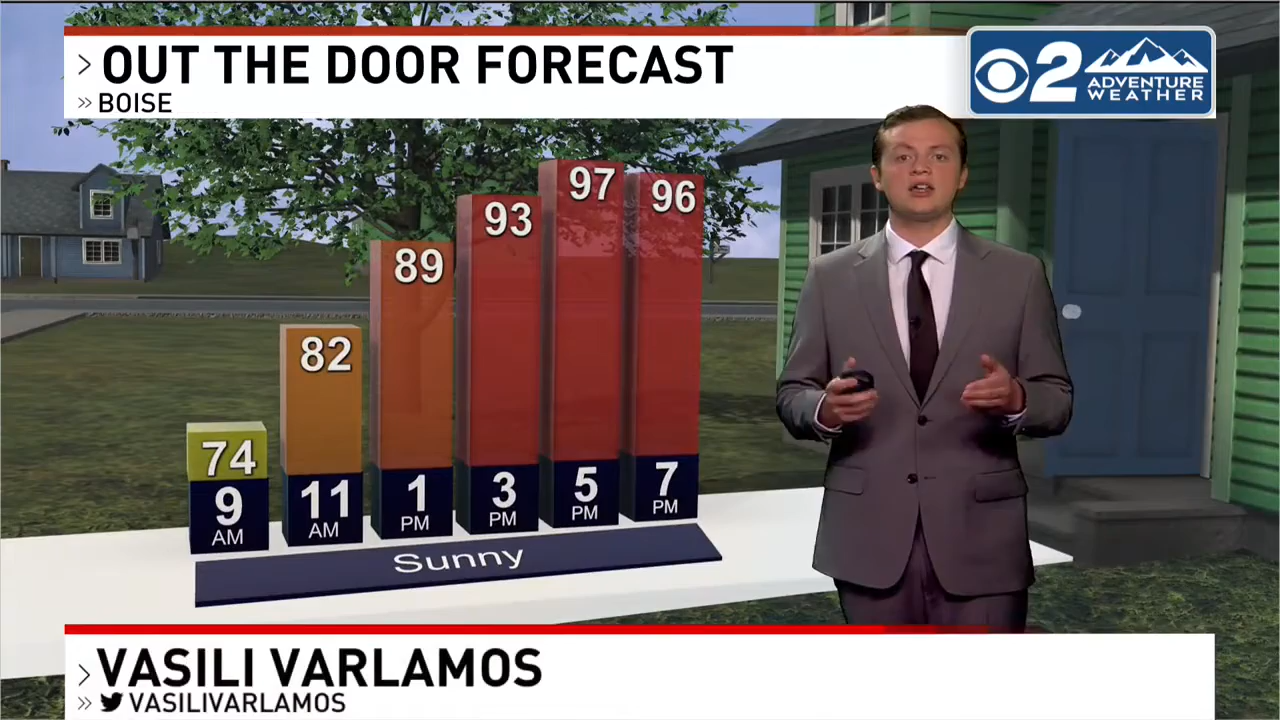 > OUT THE DOOR FORECAST
» BOISE
2 ADVENTURE
WEATHER
74 82 89 93 97 96
9 11 1 3 5 7
AM AM PM PM PM PM
Sunny
> VASILI VARLAMOS
» VASILIVARLAMOS